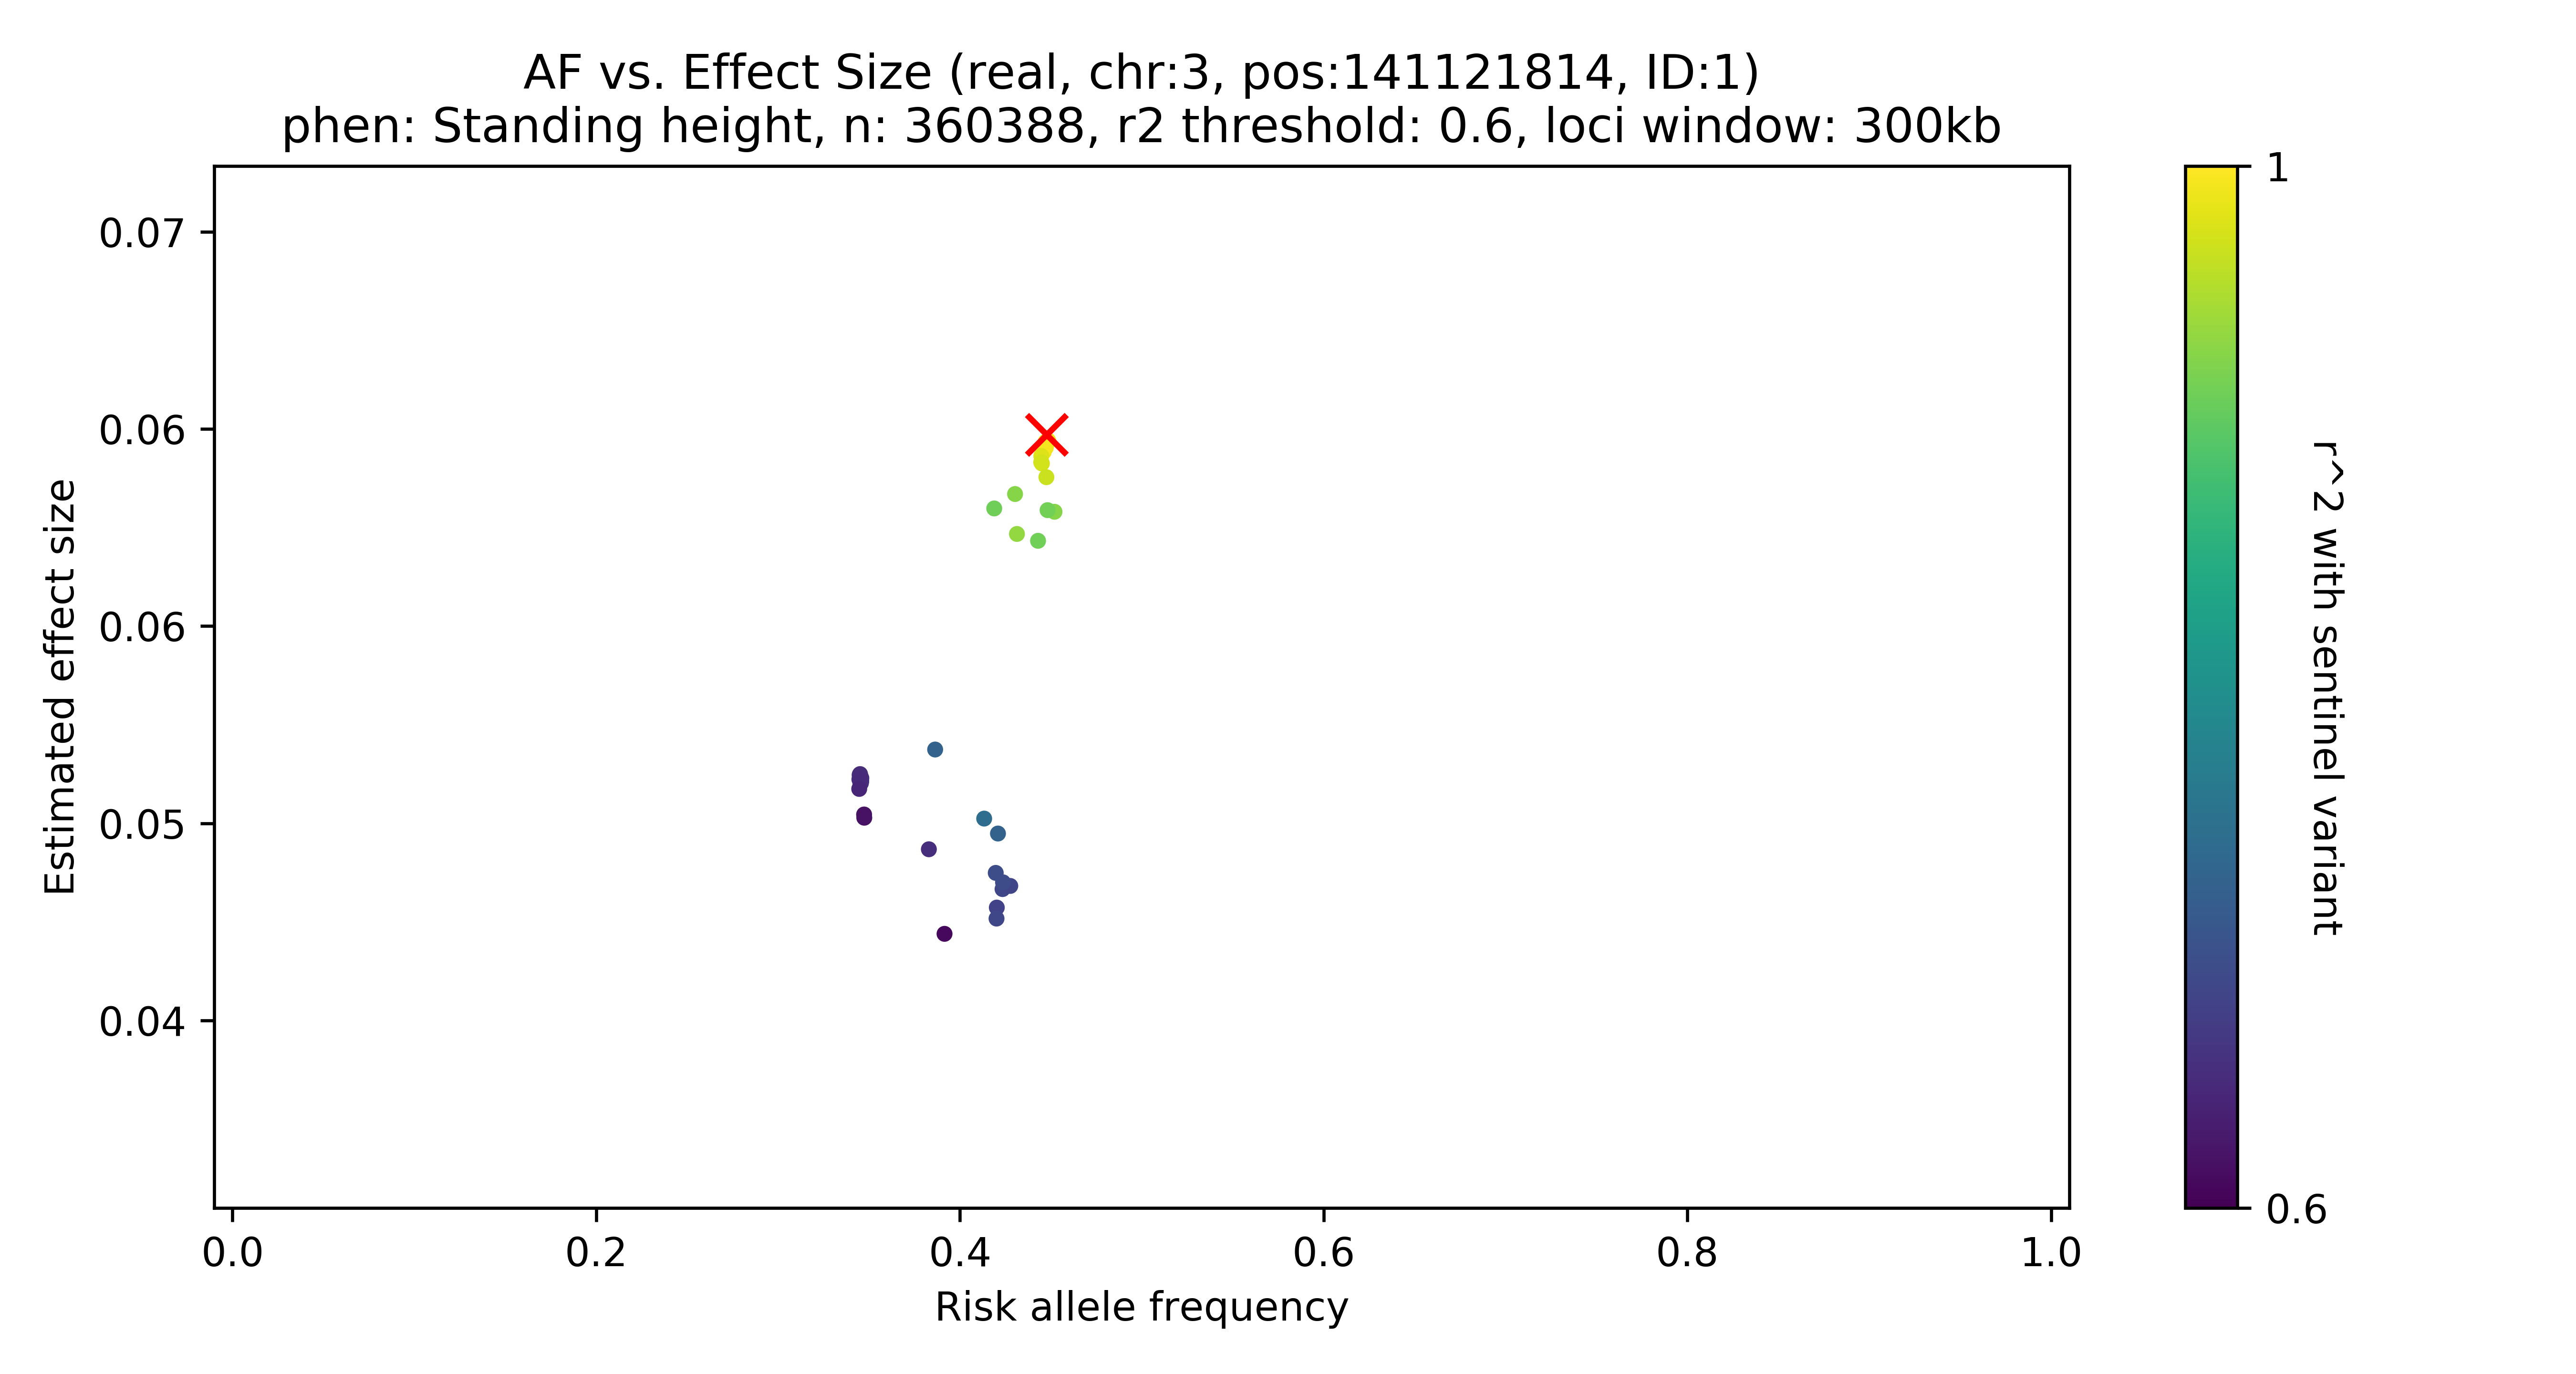 AF vs. Effect Size (real, chr:3, pos:141121814, ID:1)
phen: Standing height, n: 360388, r2 threshold: 0.6, loci window: 300kb
Estimated effect size
0.07
0.06
0.06
0.05
0.04
0.0
0.2
0.4
0.6
0.8
1.0
Risk allele frequency
1
0.6
r^2 with sentinel variant